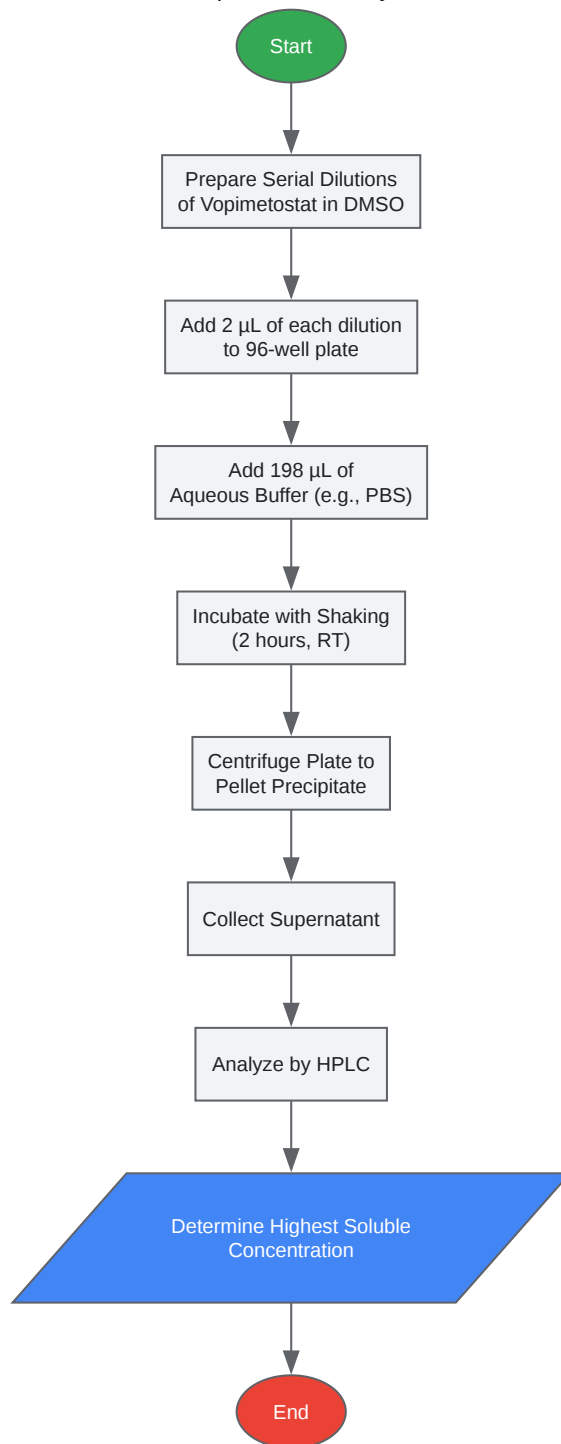 Start
Prepare Serial Dilutions
of Vopimetostat in DMSO
Add 2 µL of each dilution
to 96-well plate
Add 198 µL of
Aqueous Buffer (e.g., PBS)
Incubate with Shaking
(2 hours, RT)
Centrifuge Plate to
Pellet Precipitate
Collect Supernatant
Analyze by HPLC
Determine Highest Soluble
Concentration
End